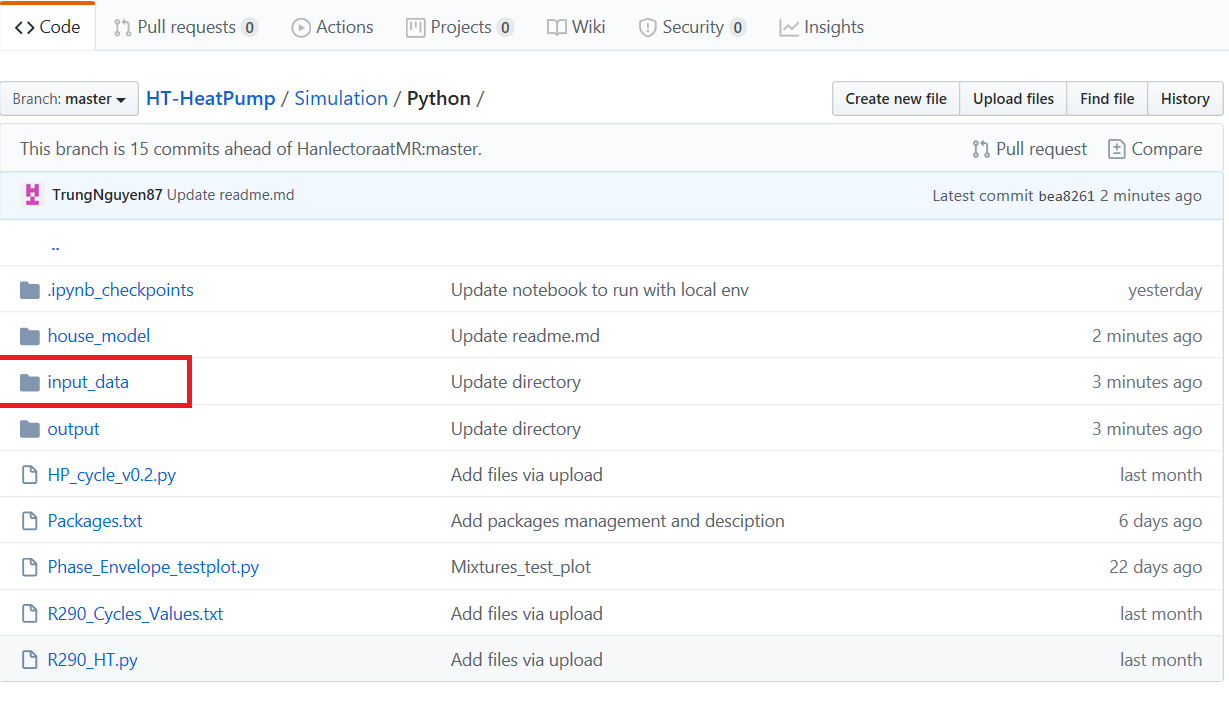 Code Pull requests 0 Actions Projects 0 Wiki Security 0 Insights
Branch: master HT-HeatPump / Simulation / Python / Create new file Upload files Find file History
This branch is 15 commits ahead of HanlectoraatMR:master. Pull request Compare
TrungNguyen87 Update readme.md Latest commit bea8261 2 minutes ago
..
.ipynb_checkpoints Update notebook to run with local env yesterday
house_model Update readme.md 2 minutes ago
input_data Update directory 3 minutes ago
output Update directory 3 minutes ago
HP_cycle_v0.2.py Add files via upload last month
Packages.txt Add packages management and desciption 6 days ago
Phase_Envelope_testplot.py Mixtures_test_plot 22 days ago
R290_Cycles_Values.txt Add files via upload last month
R290_HT.py Add files via upload last month